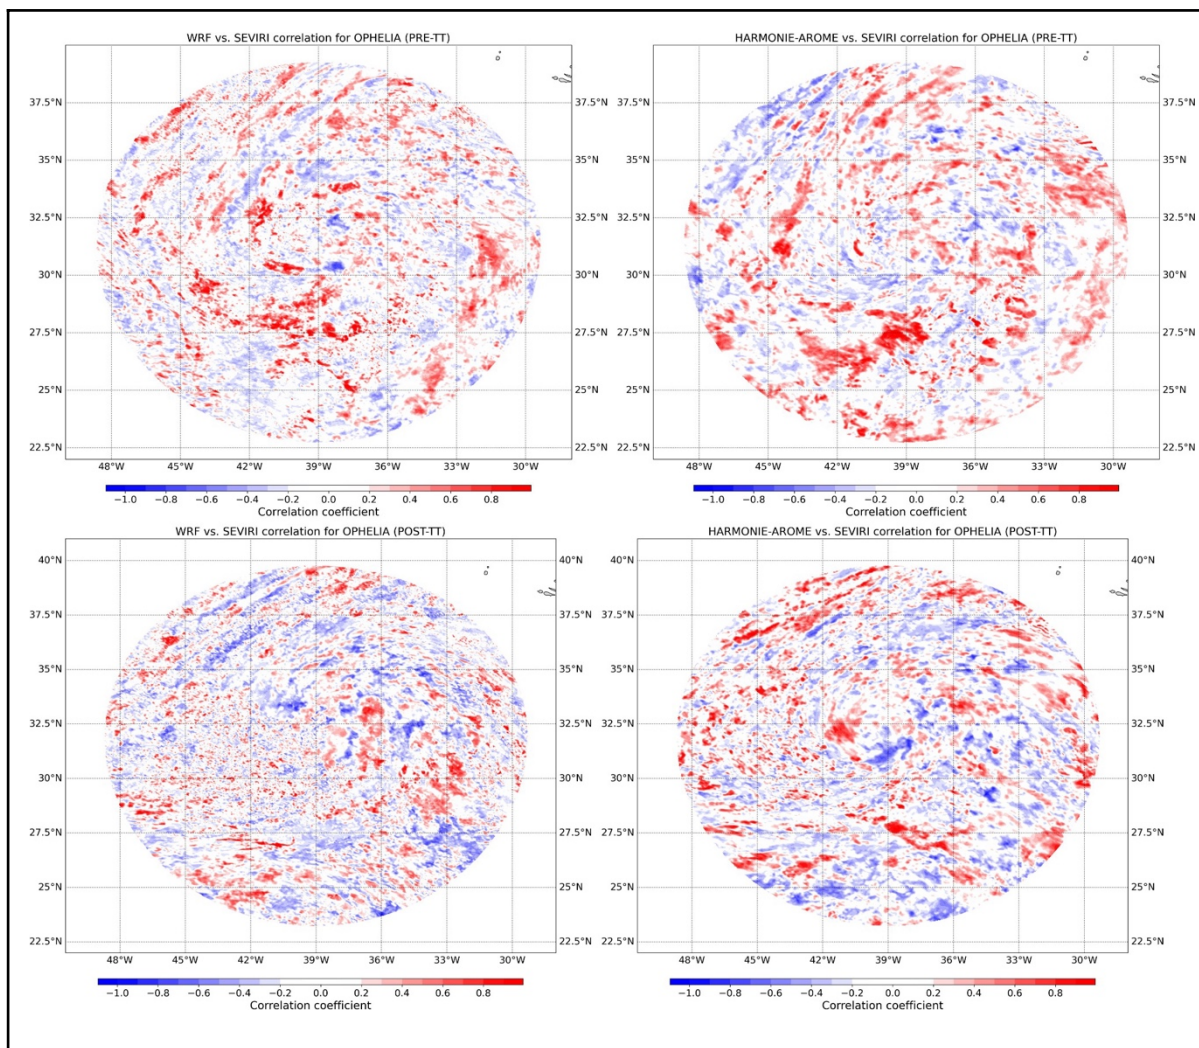 WRF vs. SEVIRI correlation for OPHELIA (PRE-TT)
37.5°N
35°N
32.5°N
30°N
27.5°N
25°N
22.5°N
37.5°N
35°N
32.5°N
30°N
27.5°N
25°N
22.5°N
48°W 45°W 42°W 39°W 36°W 33°W 30°W
−1.0 −0.8 −0.6 −0.4 −0.2 0.0 0.2 0.4 0.6 0.8
Correlation coefficient
HARMONIE-AROME vs. SEVIRI correlation for OPHELIA (PRE-TT)
37.5°N
35°N
32.5°N
30°N
27.5°N
25°N
22.5°N
37.5°N
35°N
32.5°N
30°N
27.5°N
25°N
22.5°N
48°W 45°W 42°W 39°W 36°W 33°W 30°W
−1.0 −0.8 −0.6 −0.4 −0.2 0.0 0.2 0.4 0.6 0.8
Correlation coefficient
WRF vs. SEVIRI correlation for OPHELIA (POST-TT)
40°N
37.5°N
35°N
32.5°N
30°N
27.5°N
25°N
22.5°N
40°N
37.5°N
35°N
32.5°N
30°N
27.5°N
25°N
22.5°N
48°W 45°W 42°W 39°W 36°W 33°W 30°W
−1.0 −0.8 −0.6 −0.4 −0.2 0.0 0.2 0.4 0.6 0.8
Correlation coefficient
HARMONIE-AROME vs. SEVIRI correlation for OPHELIA (POST-TT)
40°N
37.5°N
35°N
32.5°N
30°N
27.5°N
25°N
22.5°N
48°W 45°W 42°W 39°W 36°W 33°W 30°W
−1.0 −0.8 −0.6 −0.4 −0.2 0.0 0.2 0.4 0.6 0.8
Correlation coefficient